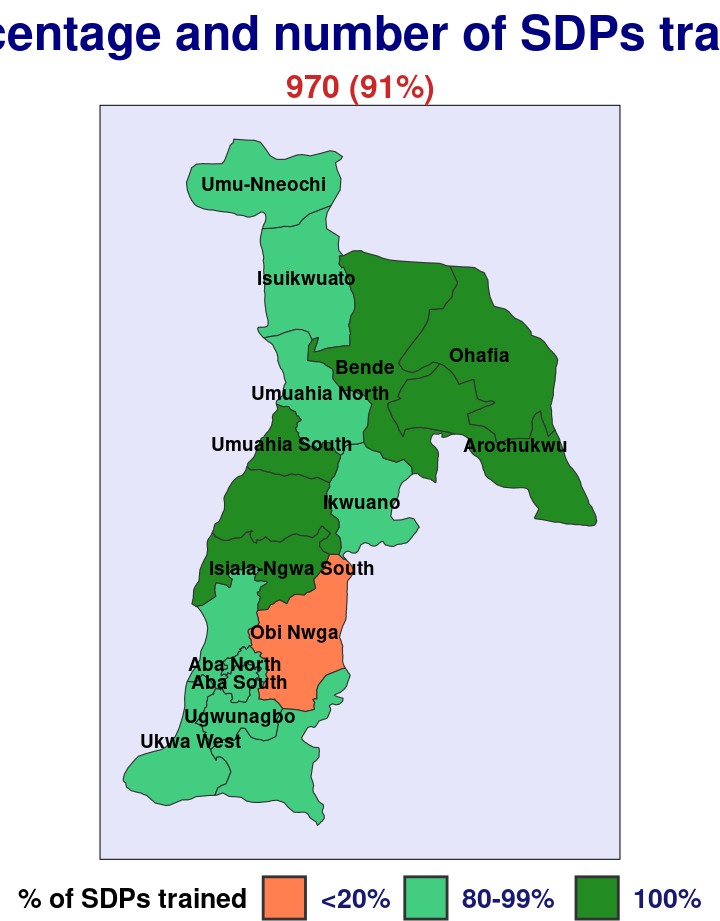 centage and number of SDPs tra
970 (91%)
Umu-Nneochi
Isuikwuato
Ohafia
Bende
Umuahia North
Umuahia South
Arochukwu
Ikwuano
Isiala-Ngwa South
Obi Nwga
Aba North
Aba South
Ugwunagbo
Ukwa West
% of SDPs trained <20% 80-99% 100%